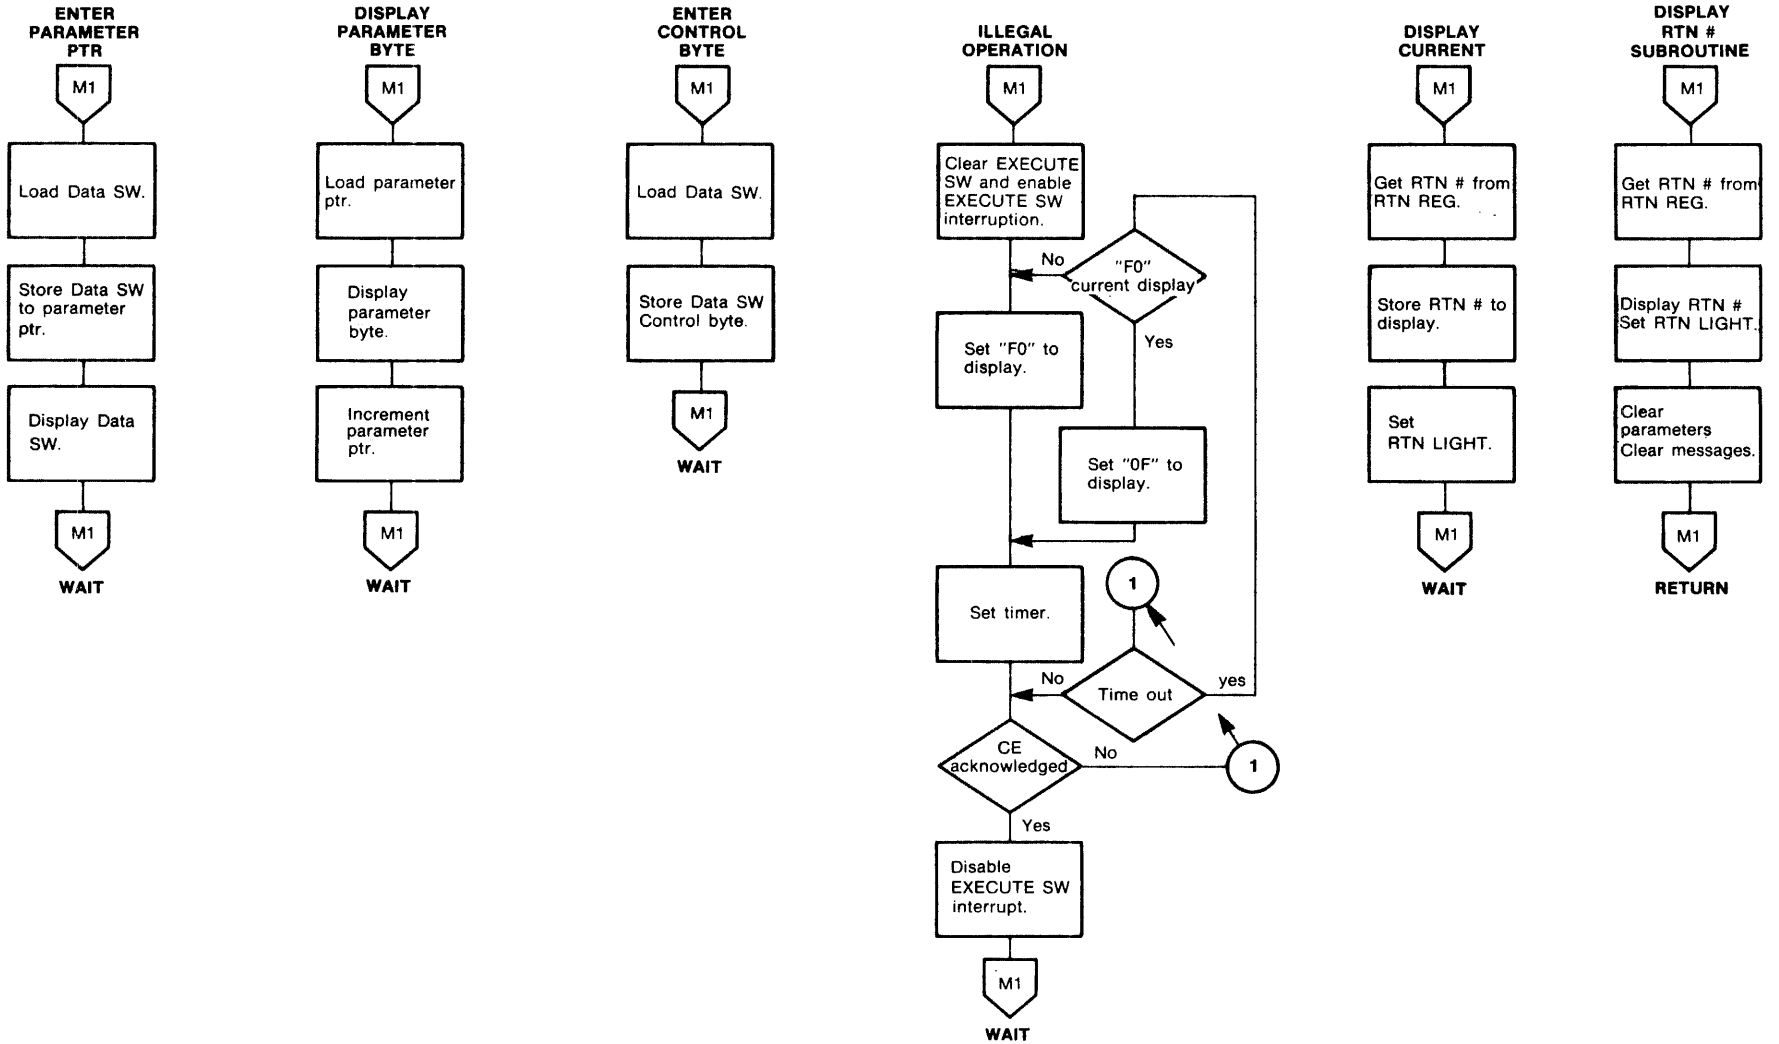 ENTER
PARAMETER
PTR
M1
Load Data SW.
Store Data SW
to parameter
ptr.
Display Data
SW.
M1
WAIT
DISPLAY
PARAMETER
BYTE
M1
Load parameter
ptr.
Display
parameter
byte.
Increment
parameter
ptr.
M1
WAIT
ENTER
CONTROL
BYTE
M1
Load Data SW.
Store Data SW
Control byte.
M1
WAIT
ILLEGAL
OPERATION
M1
Clear EXECUTE
SW and enable
EXECUTE SW
interruption.
No
"F0"
current display
Yes
Set "F0" to
display.
Set "0F" to
display.
1
Set timer.
No
Time out
yes
CE
acknowledged
No
1
Yes
Disable
EXECUTE SW
interrupt.
M1
WAIT
DISPLAY
CURRENT
M1
Get RTN # from
RTN REG.
Store RTN # to
display.
Set
RTN LIGHT.
M1
WAIT
DISPLAY
RTN #
SUBROUTINE
M1
Get RTN # from
RTN REG.
Display RTN #
Set RTN LIGHT.
Clear
parameters
Clear messages.
M1
RETURN